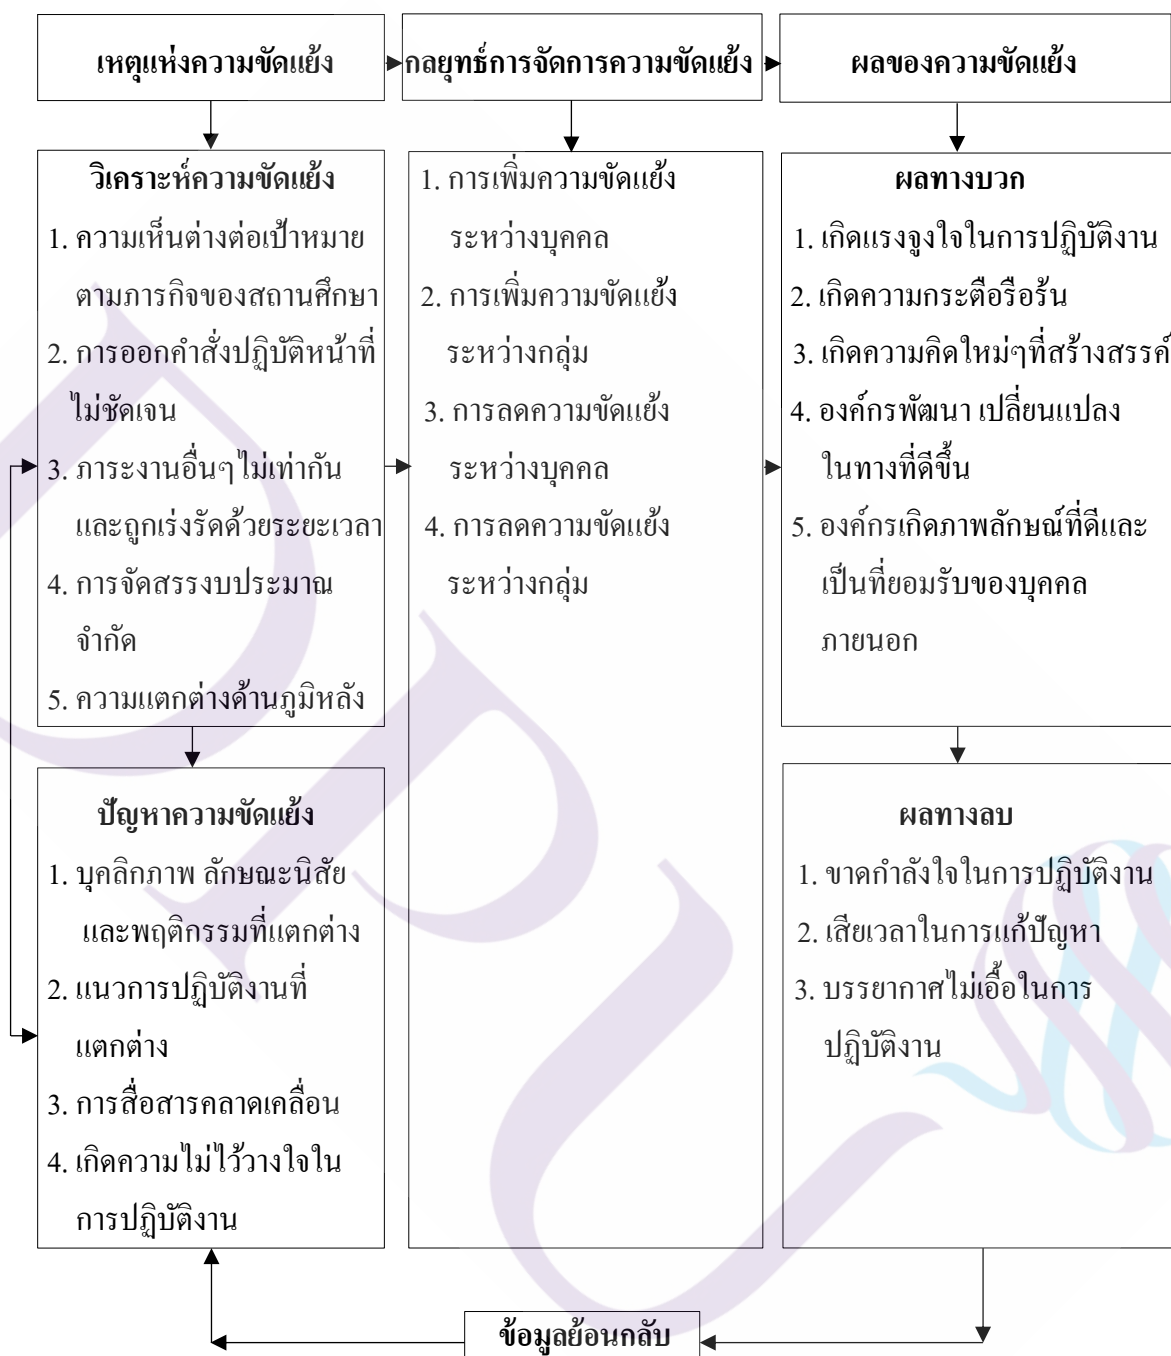 เหตุแห่งความขัดแย้ง
กลยุทธ์การจัดการความขัดแย้ง
ผลของความขัดแย้ง
วิเคราะห์ความขัดแย้ง
1. ความเห็นต่างต่อเป้าหมาย
ตามภารกิจของสถานศึกษา
2. การออกคำสั่งปฏิบัติหน้าที่
ไม่ชัดเจน
3. ภาระงานอื่นๆ ไม่เท่ากัน
และถูกเร่งรัดด้วยระยะเวลา
4. การจัดสรรงบประมาณ
จำกัด
5. ความแตกต่างด้านภูมิหลัง
ปัญหาความขัดแย้ง
1. บุคลิกภาพ ลักษณะนิสัย
และพฤติกรรมที่แตกต่าง
2. แนวการปฏิบัติงานที่
แตกต่าง
3. การสื่อสารคลาดเคลื่อน
4. เกิดความไม่ไว้วางใจใน
การปฏิบัติงาน
1. การเพิ่มความขัดแย้ง
ระหว่างบุคคล
2. การเพิ่มความขัดแย้ง
ระหว่างกลุ่ม
3. การลดความขัดแย้ง
ระหว่างบุคคล
4. การลดความขัดแย้ง
ระหว่างกลุ่ม
ผลทางบวก
1. เกิดแรงจูงใจในการปฏิบัติงาน
2. เกิดความกระตือรือร้น
3. เกิดความคิดใหม่ๆที่สร้างสรรค์
4. องค์กรพัฒนา เปลี่ยนแปลง
ในทางที่ดีขึ้น
5. องค์กรเกิดภาพลักษณ์ที่ดีและ
เป็นที่ยอมรับของบุคคล
ภายนอก
ผลทางลบ
1. ขาดกำลังใจในการปฏิบัติงาน
2. เสียเวลาในการแก้ปัญหา
3. บรรยากาศไม่เอื้อในการ
ปฏิบัติงาน
ข้อมูลย้อนกลับ
DPU